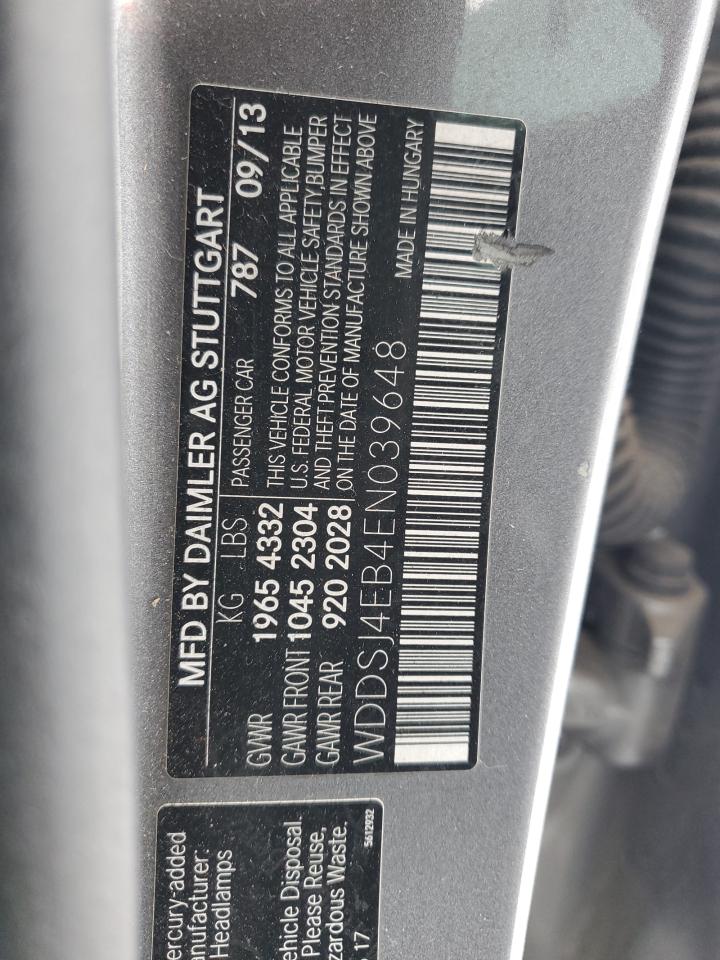 MFD BY DAIMLER AG STUTTGART
KG LBS PASSENGER CAR 787 09/13
GVWR 1965 4332
GAWR FRONT 1045 2304
GAWR REAR 920 2028
THIS VEHICLE CONFORMS TO ALL APPLICABLE
U.S. FEDERAL MOTOR VEHICLE SAFETY,BUMPER
AND THEFT PREVENTION STANDARDS IN EFFECT
ON THE DATE OF MANUFACTURE SHOWN ABOVE
WDDSJ4EB4EN039648 MADE IN HUNGARY
ercury-added
anufacturer:
Headlamps
ehicle Disposal.
Please Reuse,
zardous Waste.
17
5612932